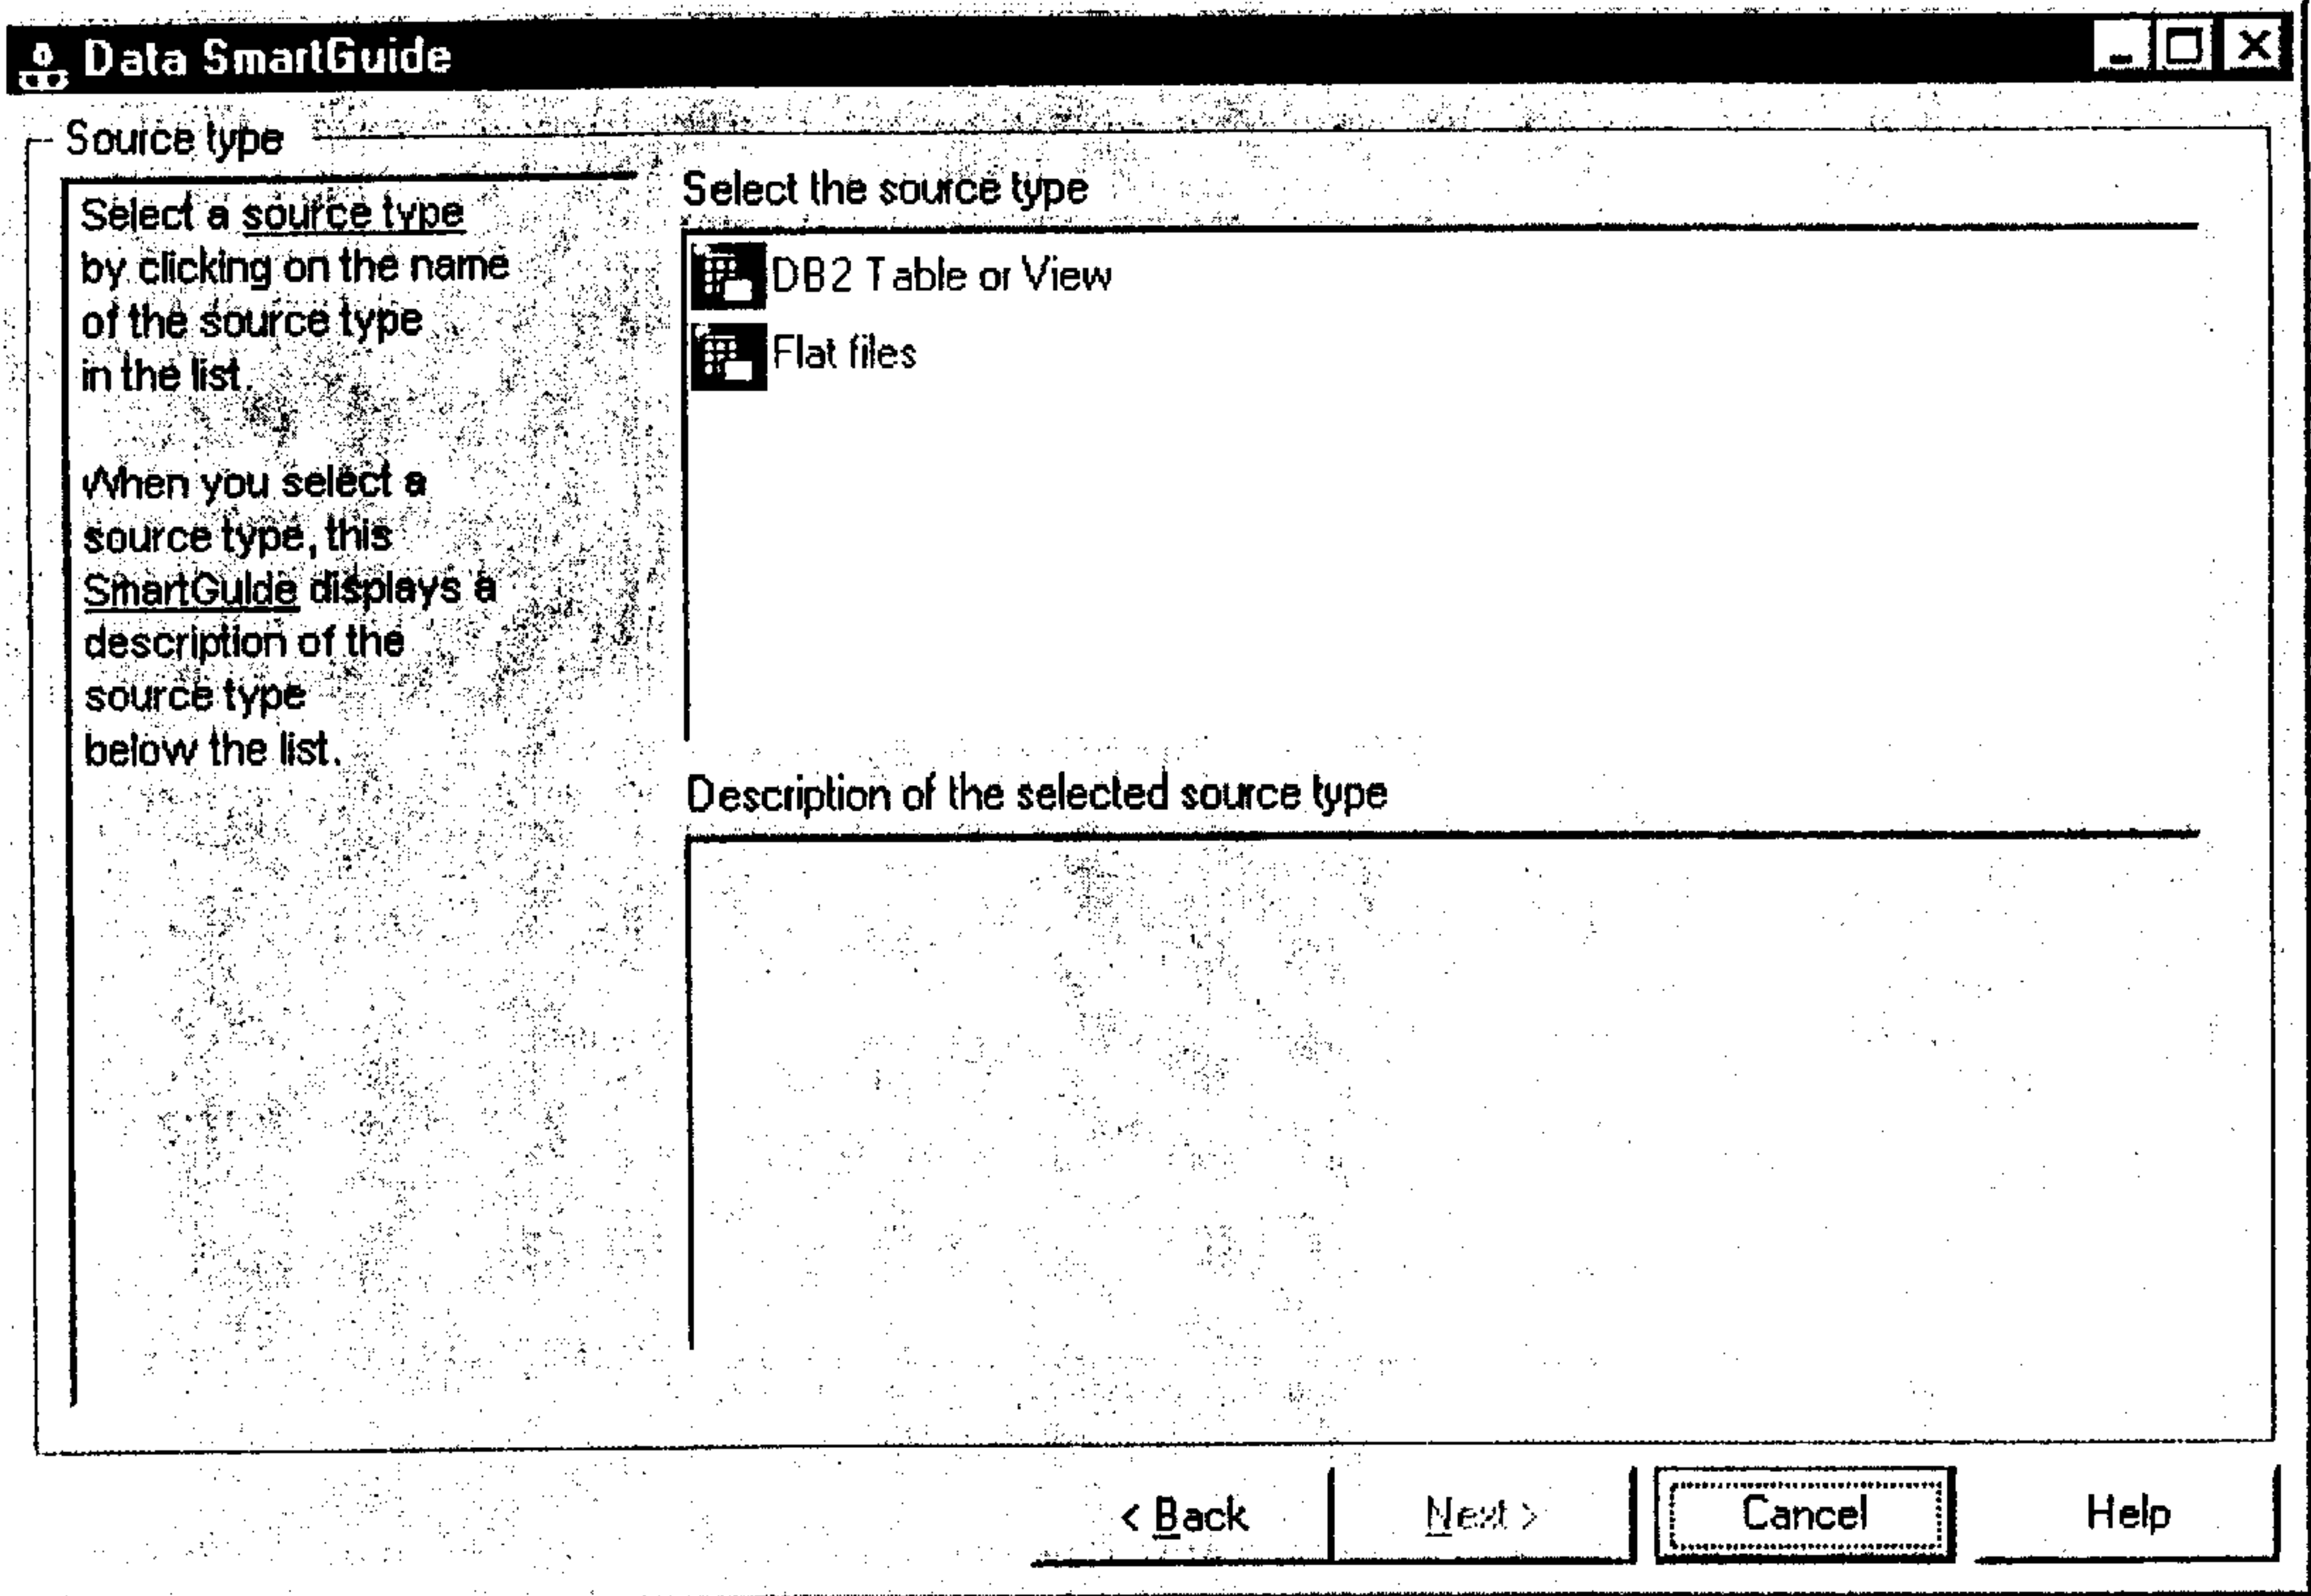 Data SmartGuide
Source type
Select a source type
by clicking on the name
of the source type
in the list.
When you select a
source type, this
SmartGuide displays a
description of the
source type
below the list.
Select the source type
DB2 Table or View
Flat files
Description of the selected source type
< Back
Next >
Cancel
Help